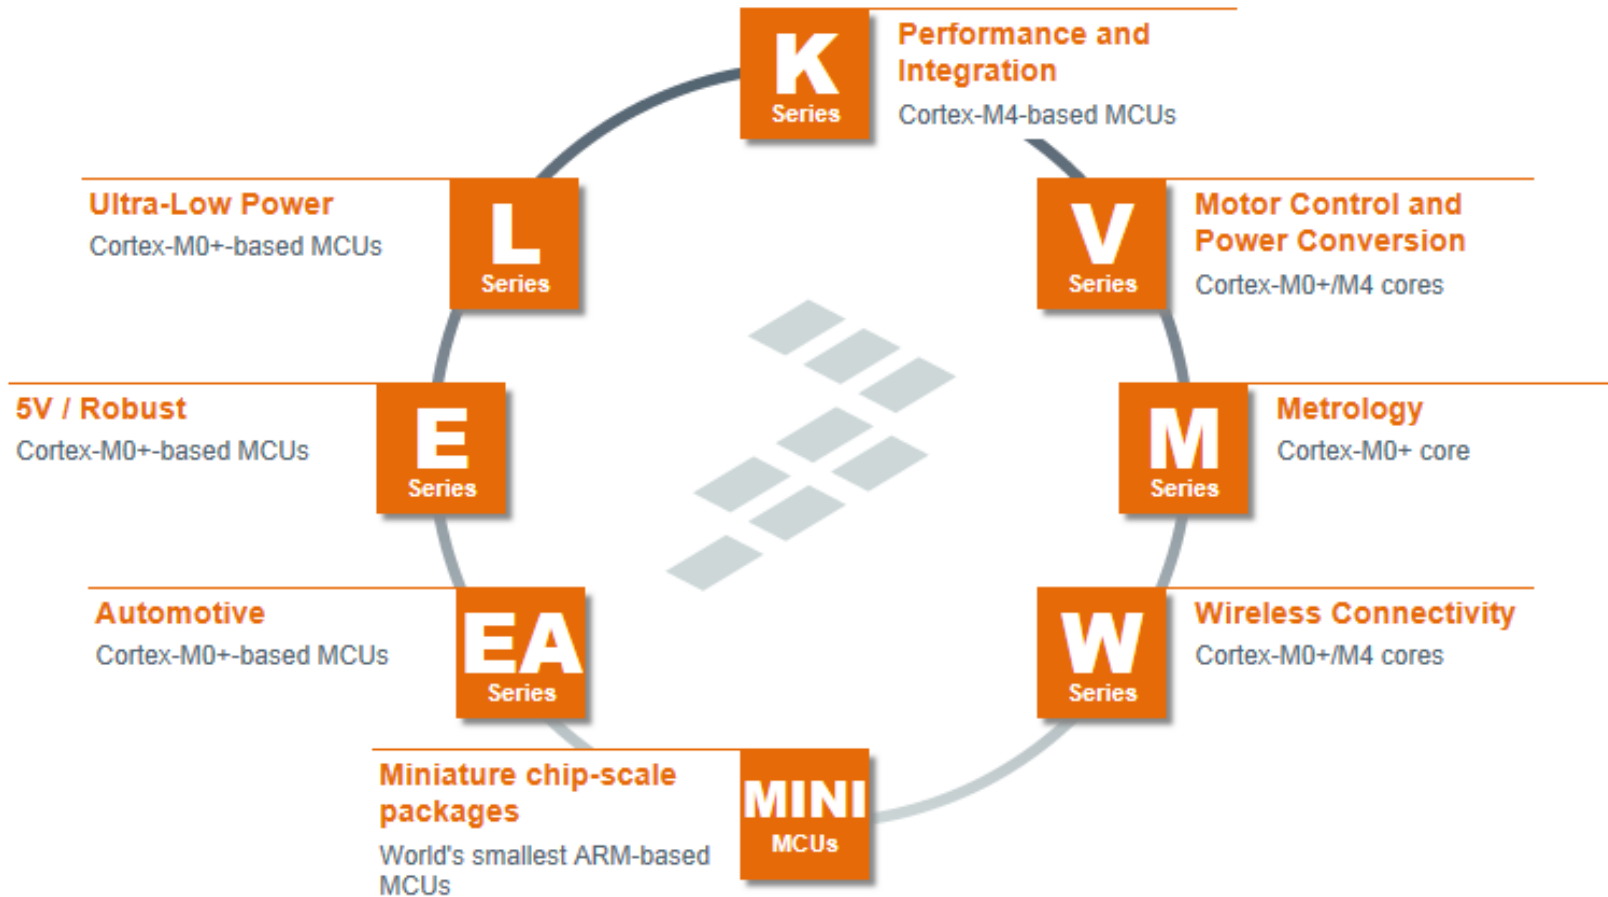 K
Series
Performance and
Integration
Cortex-M4-based MCUs
Ultra-Low Power
Cortex-M0+-based MCUs
L
Series
V
Series
Motor Control and
Power Conversion
Cortex-M0+/M4 cores
5V / Robust
Cortex-M0+-based MCUs
E
Series
M
Series
Metrology
Cortex-M0+ core
Automotive
Cortex-M0+-based MCUs
EA
Series
W
Series
Wireless Connectivity
Cortex-M0+/M4 cores
Miniature chip-scale
packages
World's smallest ARM-based
MCUs
MINI
MCUs